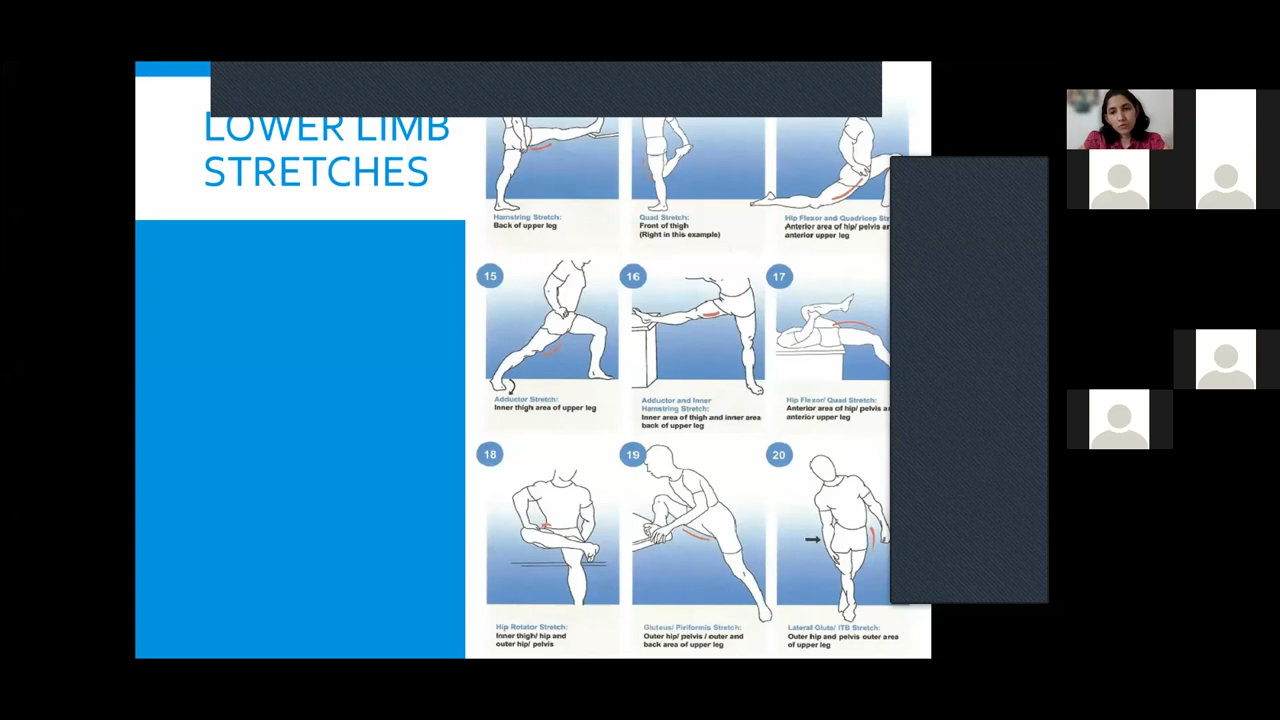 LOWER LIMB
STRETCHES
Hamstring Stretch:
Back of upper leg
Quad Stretch:
Front of thigh
(Right in this example)
Hip Flexor and Quadricep
Anterior area of hip/ pelvis
anterior upper leg
15
Adductor Stretch:
Inner thigh area of upper leg
16
Adductor and Inner
Hamstring Stretch:
Inner area of thigh and inner area
back of upper leg
17
Hip Flexor/ Quad Stretch:
Anterior area of hip/ pelvis
anterior upper leg
18
Hip Rotator Stretch:
Inner thigh/ hip and
outer hip/ pelvis
19
Gluteus/ Piriformis Stretch:
Outer hip/ pelvis / outer and
back area of upper leg
20
Lateral Glute/ ITB Stretch:
Outer hip and pelvis outer area
of upper leg